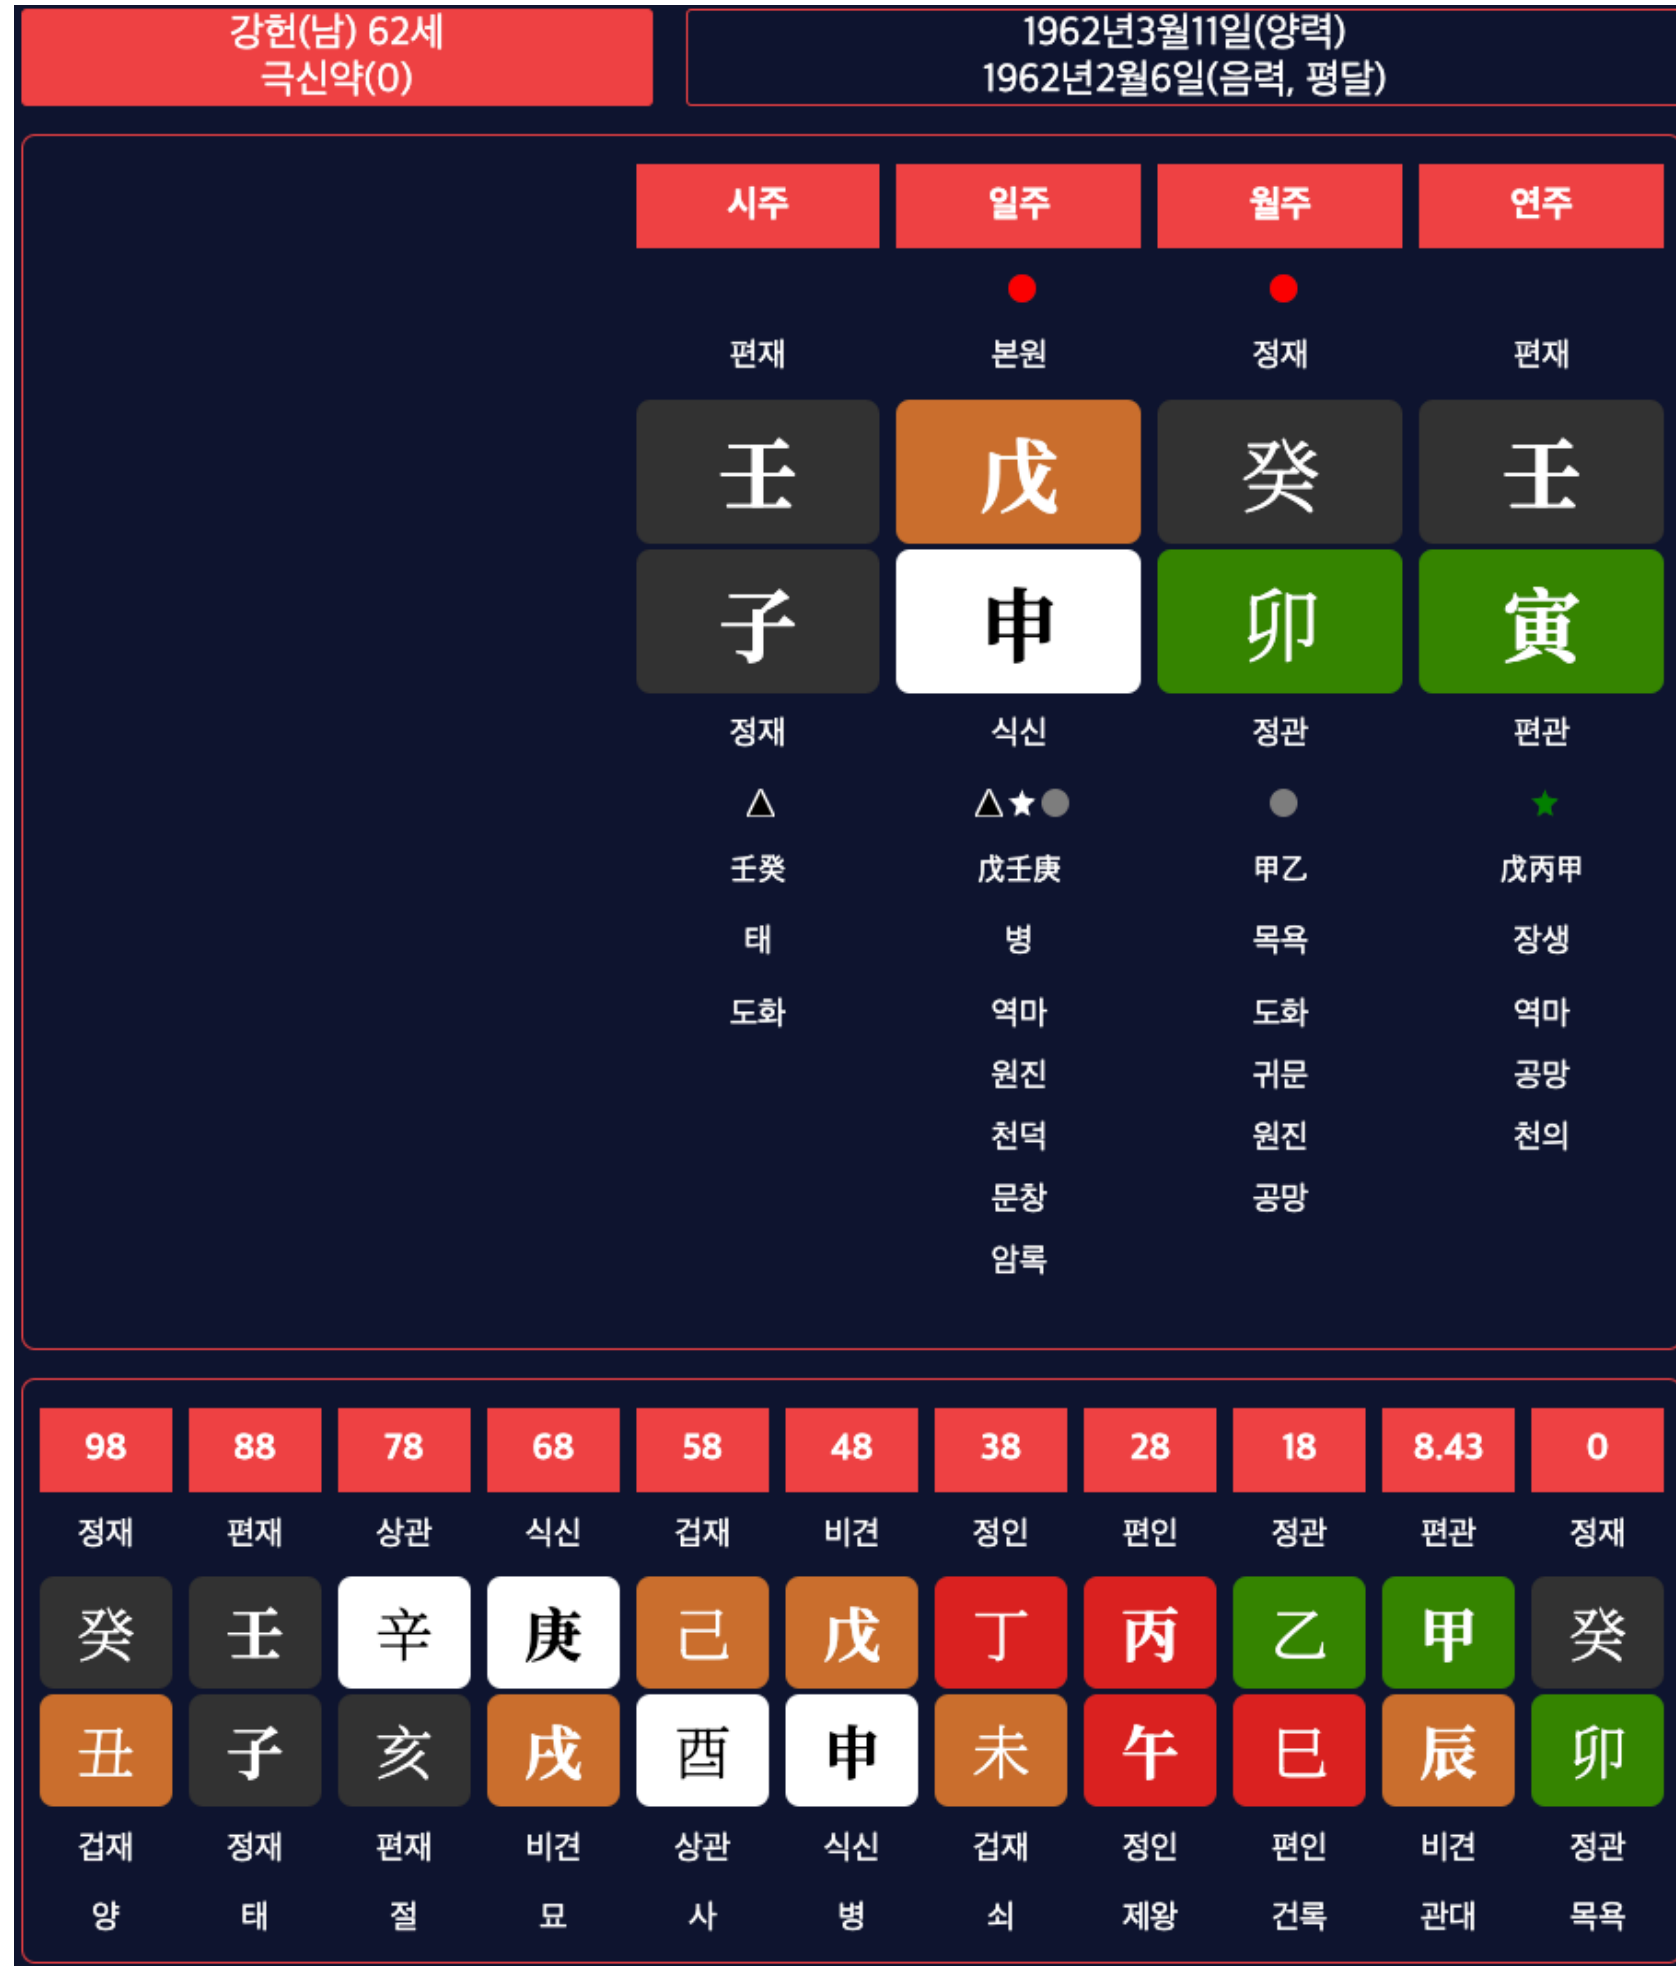 강헌(남) 62세
극신약(0)
1962년3월11일(양력)
1962년2월6일(음력, 평달)
시주 일주 월주 연주
편재 본원 정재 편재
壬 戊 癸 壬
子 申 卯 寅
정재 식신 정관 편관
壬癸 戊壬庚 甲乙 戊丙甲
태 병 목욕 장생
도화 역마 도화 역마
원진 귀문 공망
천덕 원진 천의
문창 공망
암록
98 88 78 68 58 48 38 28 18 8.43 0
정재 편재 상관 식신 겁재 비견 정인 편인 정관 편관 정재
癸 壬 辛 庚 己 戊 丁 丙 乙 甲 癸
丑 子 亥 戌 酉 申 未 午 巳 辰 卯
겁재 정재 편재 비견 상관 식신 겁재 정인 편인 비견 정관
양 태 절 묘 사 병 쇠 제왕 건록 관대 목욕